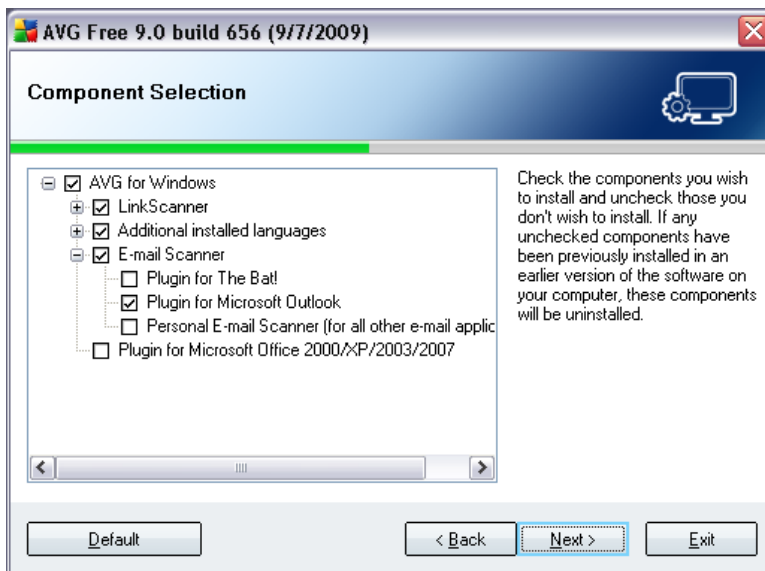 AVG Free 9.0 build 656 (9/7/2009)
Component Selection
AVG for Windows
LinkScanner
Additional installed languages
E-mail Scanner
Plugin for The Bat!
Plugin for Microsoft Outlook
Personal E-mail Scanner (for all other e-mail applic
Plugin for Microsoft Office 2000/XP/2003/2007
Check the components you wish
to install and uncheck those you
don't wish to install. If any
unchecked components have
been previously installed in an
earlier version of the software on
your computer, these components
will be uninstalled.
Default
< Back
Next >
Exit